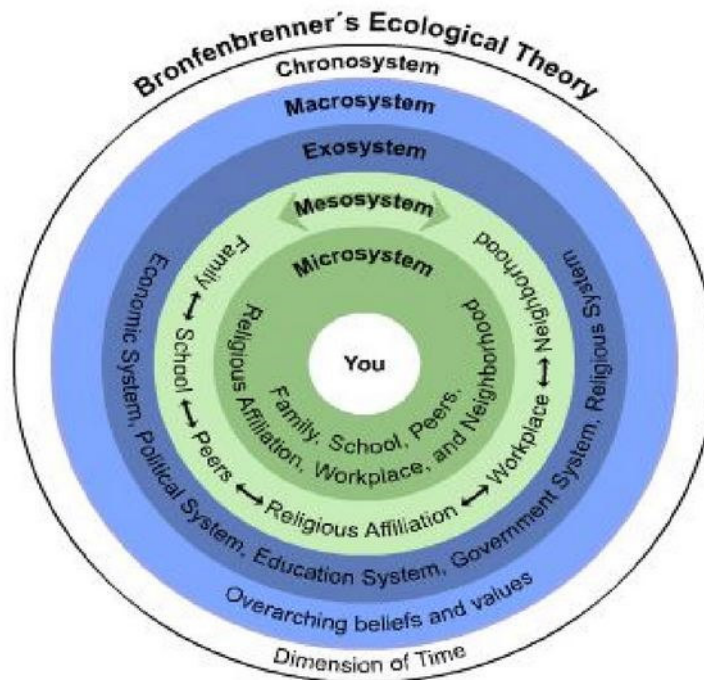 Bronfenbrenner´s Ecological Theory
Chronosystem
Macrosystem
Exosystem
Mesosystem
Microsystem
You
Family, School, Peers,
Religious Affiliation, Workplace, and Neighborhood
Family ↔ School ↔ Peers ↔ Religious Affiliation ↔ Workplace ↔ Neighborhood
Economic System, Political System, Education System, Government System, Religious System
Overarching beliefs and values
Dimension of Time